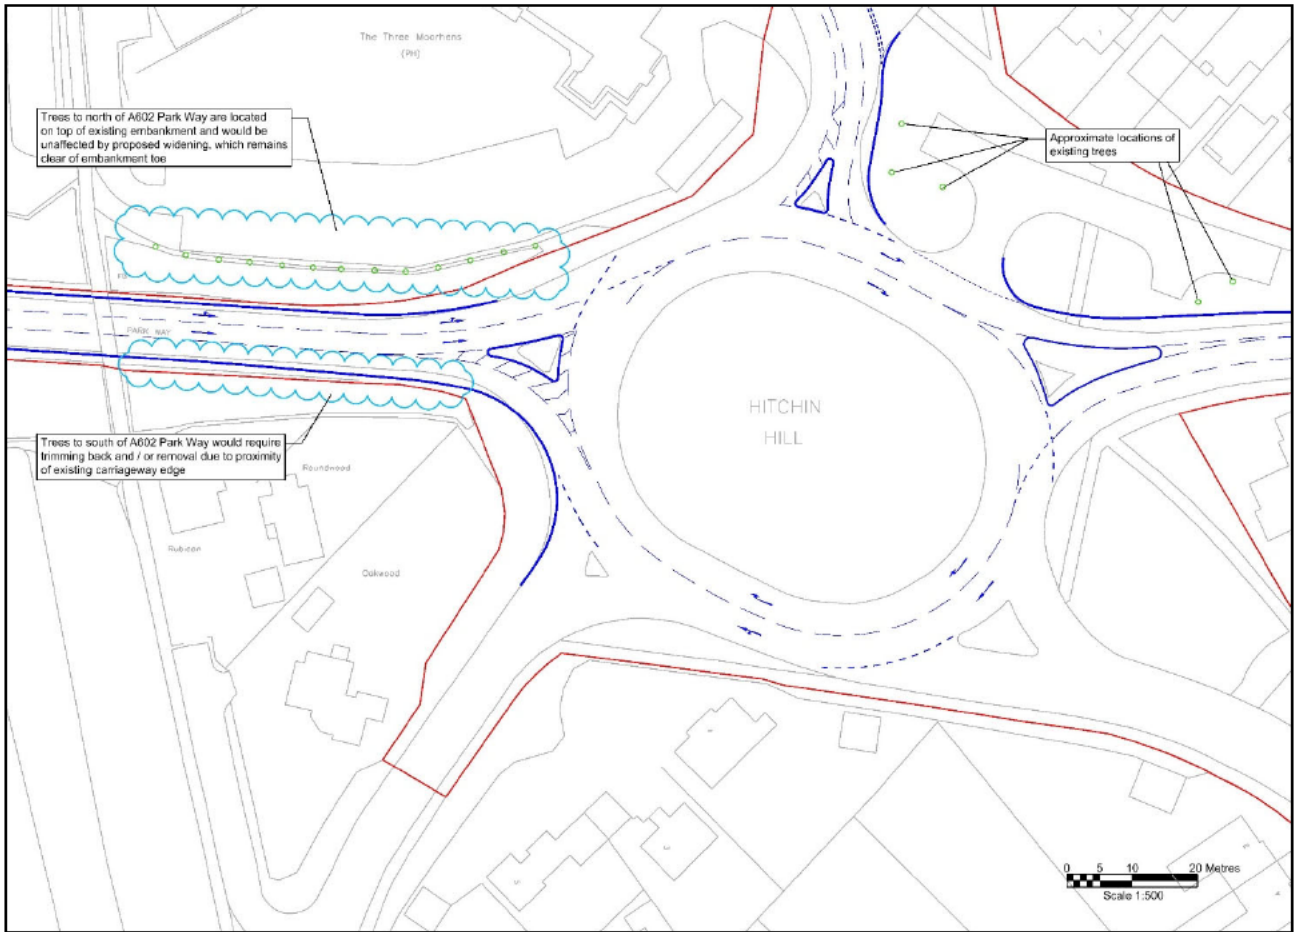 The Three Moorhens
(PH)
Trees to north of A602 Park Way are located
on top of existing embankment and would be
unaffected by proposed widening, which remains
clear of embankment toe
Approximate locations of
existing trees
PARK WAY
HITCHIN
HILL
Trees to south of A602 Park Way would require
trimming back and / or removal due to proximity
of existing carriageway edge
Roundwood
Rubicon
Oakwood
0 5 10 20 Metres
Scale 1:500